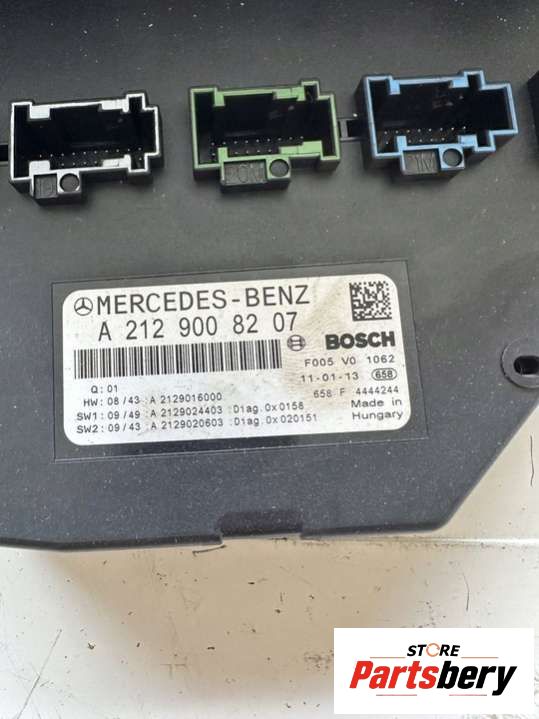 MERCEDES-BENZ
A 212 900 82 07
BOSCH
F005 V0 1062
Q: 01
11-01-13 658
HW: 08/43 :A 2129016000
658 F 4444244
SW1: 09/49 :A 2129024403 :Diag.0x0158
Made in
SW2: 09/43 :A 2129020603 :Diag.0x020151
Hungary
STORE
Partsbery